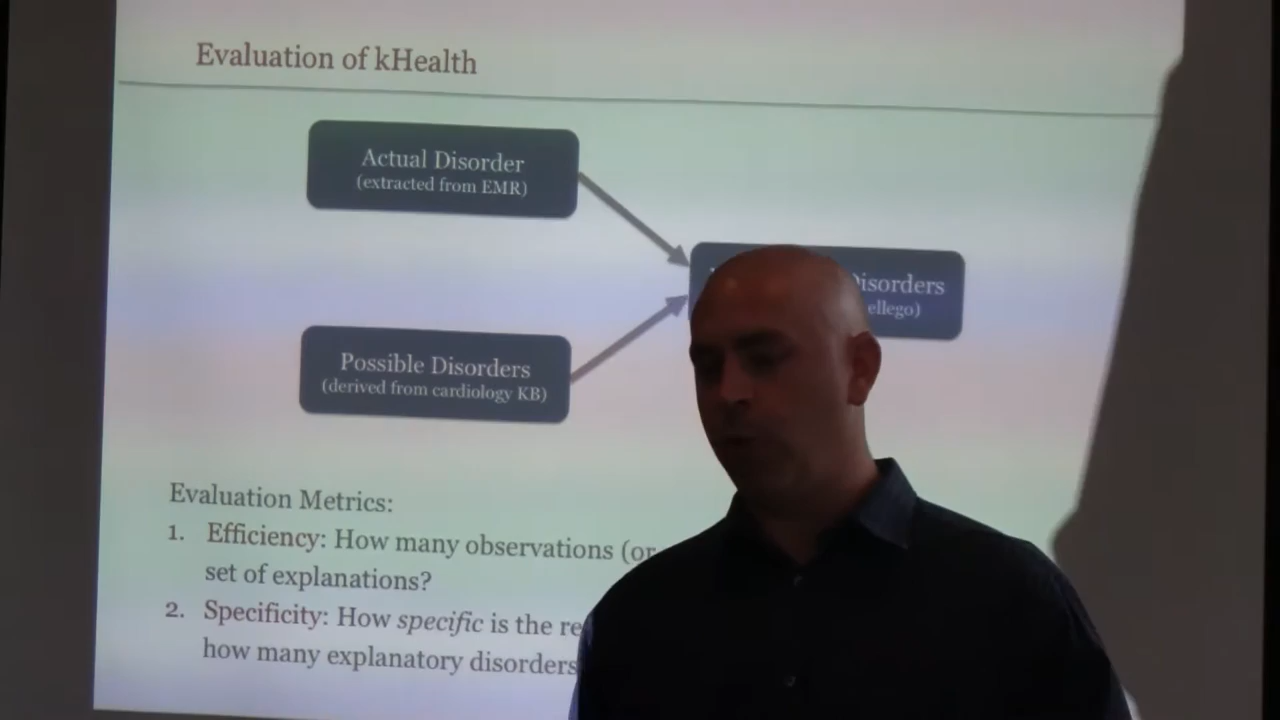 Evaluation of kHealth
Actual Disorder
(extracted from EMR)
Disorders
ellego)
Possible Disorders
(derived from cardiology KB)
Evaluation Metrics:
1. Efficiency: How many observations (or
set of explanations?
2. Specificity: How specific is the re
how many explanatory disorders